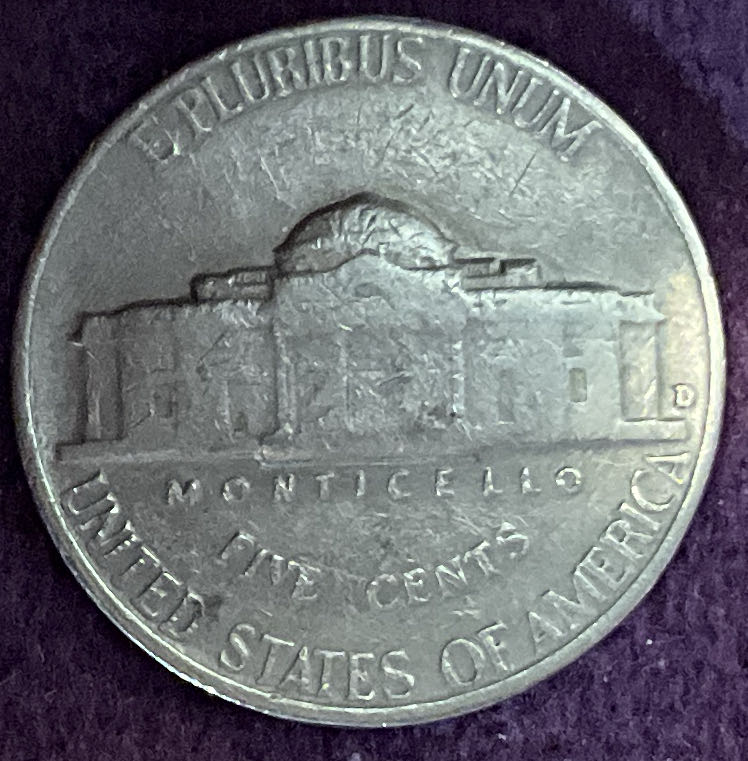 E PLURIBUS UNUM
D
MONTICELLO
FIVE CENTS
UNITED STATES OF AMERICA